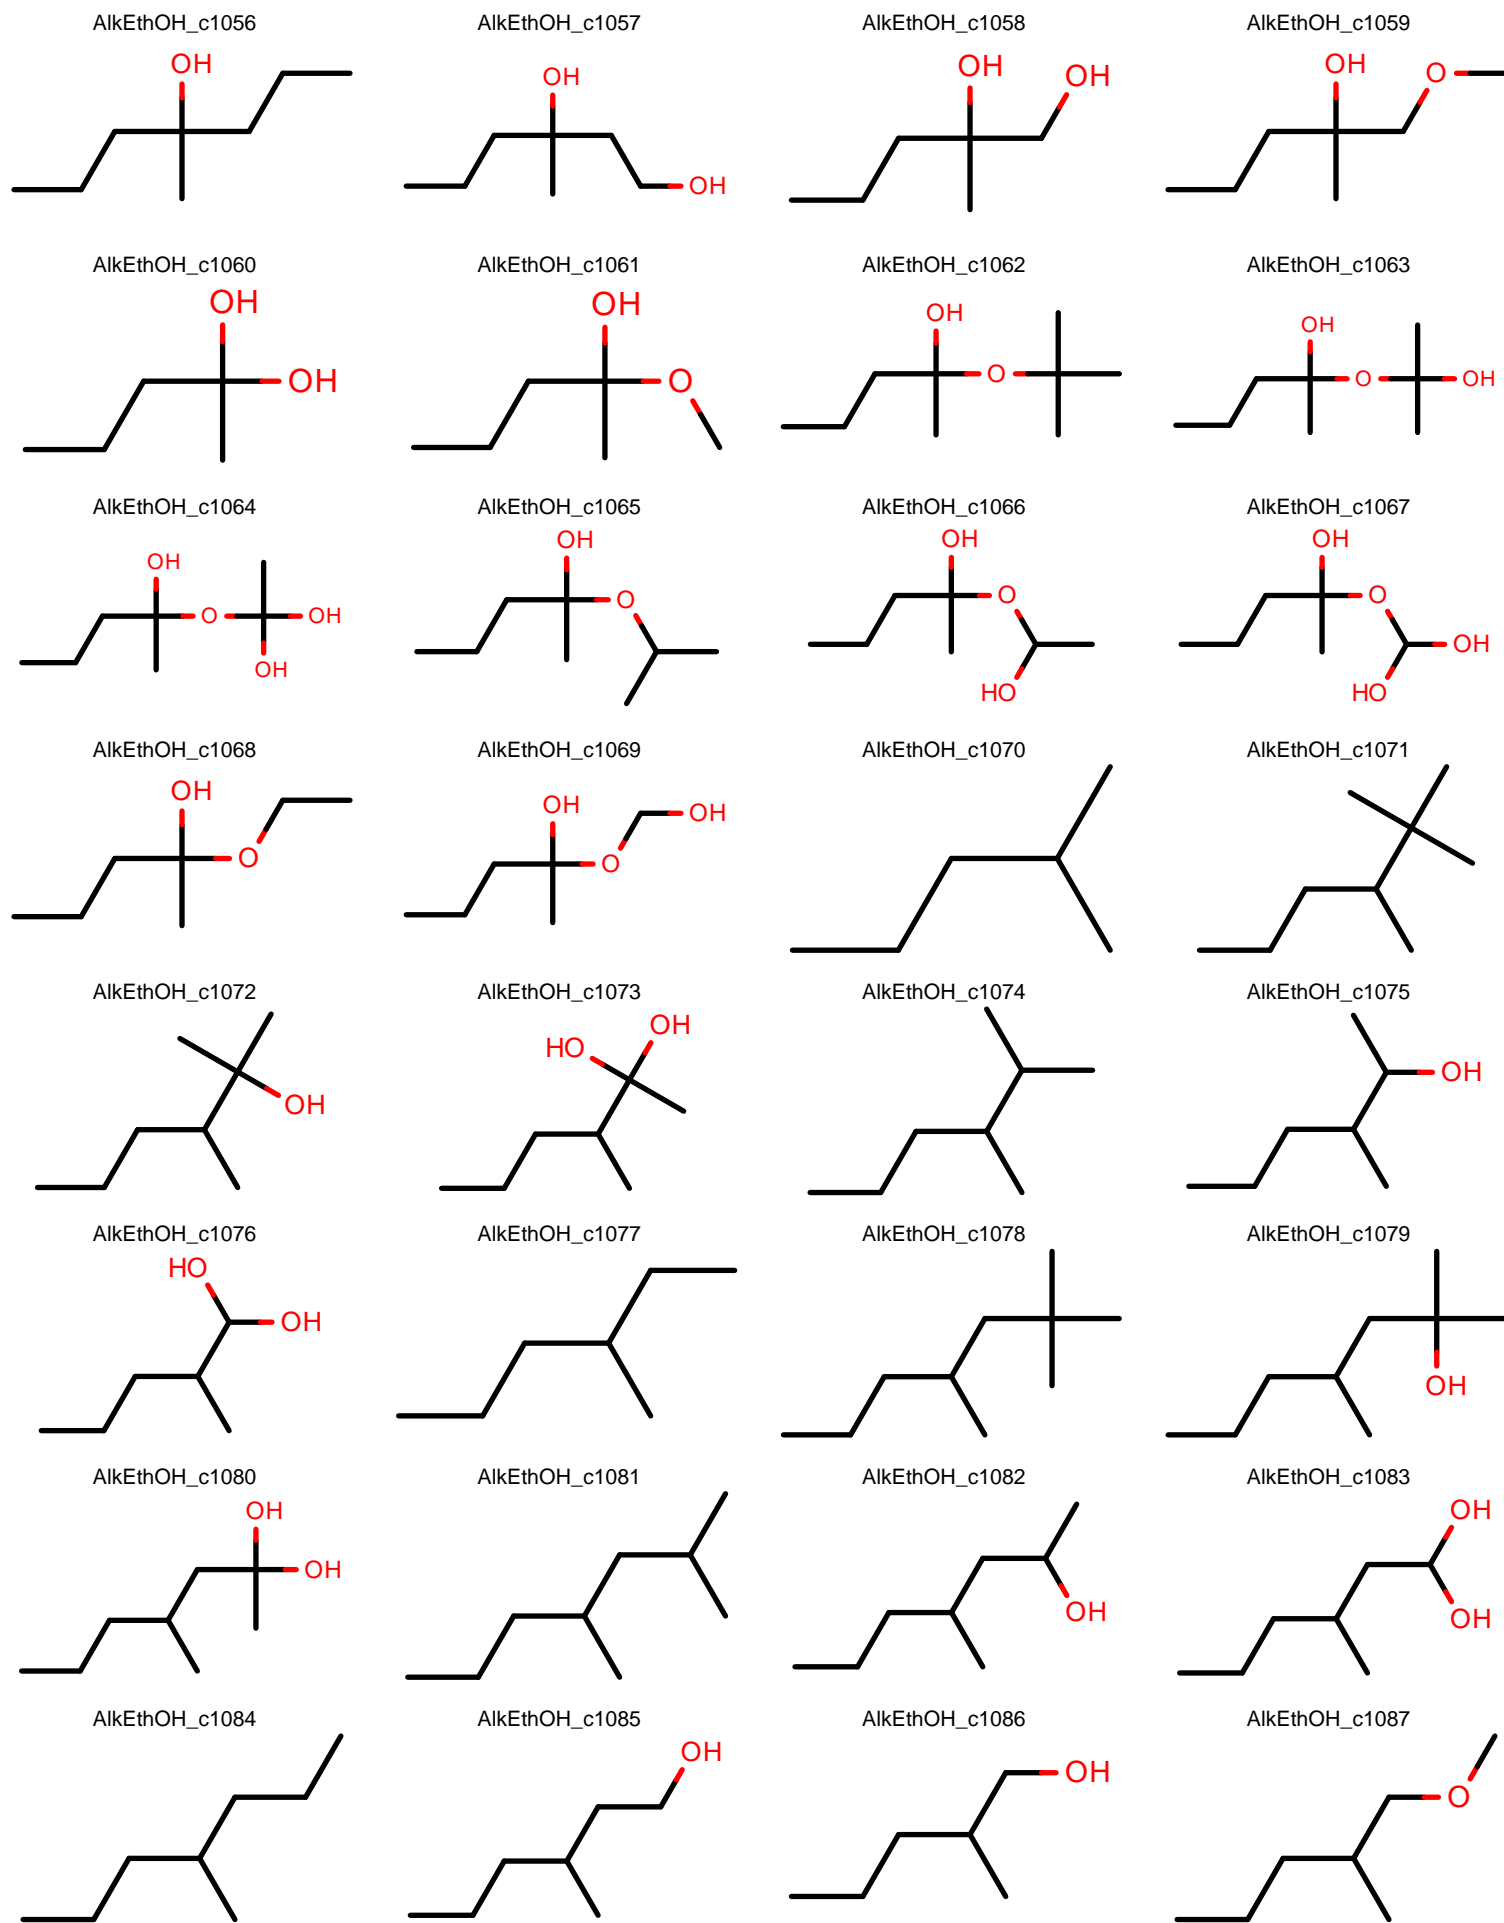 AlkEthOH_c1056 AlkEthOH_c1057 AlkEthOH_c1058 AlkEthOH_c1059
OH OH OH OH OH O
OH
AlkEthOH_c1060 AlkEthOH_c1061 AlkEthOH_c1062 AlkEthOH_c1063
OH OH OH OH
OH O O O OH
AlkEthOH_c1064 AlkEthOH_c1065 AlkEthOH_c1066 AlkEthOH_c1067
OH OH OH OH
O OH O O O
OH HO HO OH
AlkEthOH_c1068 AlkEthOH_c1069 AlkEthOH_c1070 AlkEthOH_c1071
OH OH OH
O O
AlkEthOH_c1072 AlkEthOH_c1073 AlkEthOH_c1074 AlkEthOH_c1075
HO OH OH
OH
AlkEthOH_c1076 AlkEthOH_c1077 AlkEthOH_c1078 AlkEthOH_c1079
HO
OH
OH
AlkEthOH_c1080 AlkEthOH_c1081 AlkEthOH_c1082 AlkEthOH_c1083
OH OH
OH OH OH
AlkEthOH_c1084 AlkEthOH_c1085 AlkEthOH_c1086 AlkEthOH_c1087
OH OH O